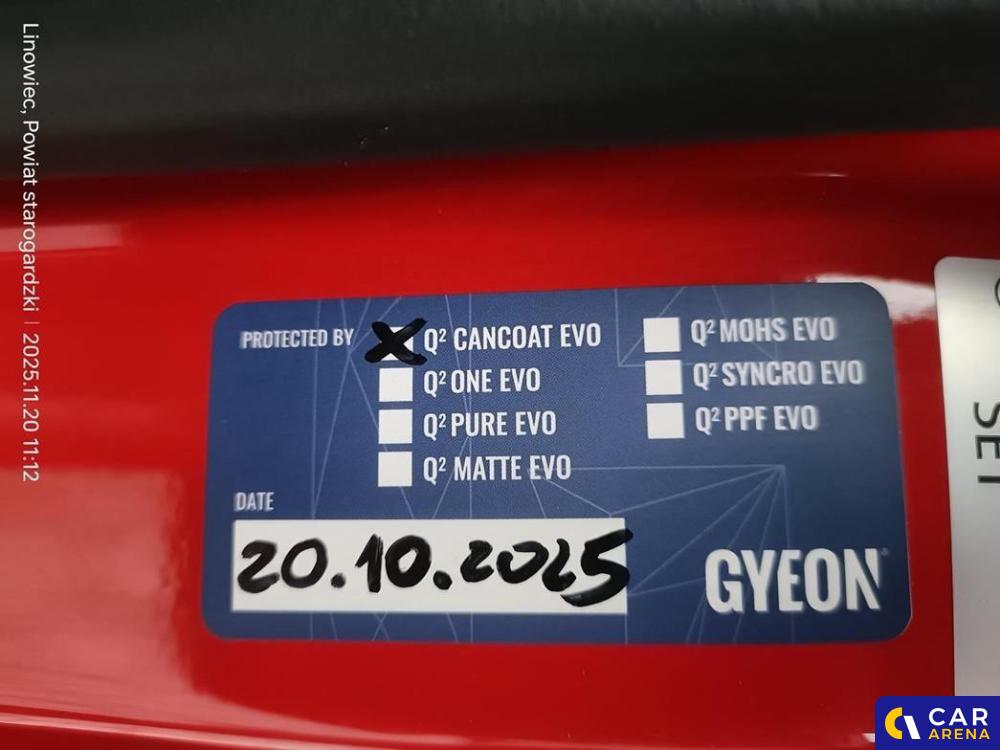 Linowiec, Powiat starogardzki | 2025.11.20 11:12
PROTECTED BY
Q² CANCOAT EVO
Q² ONE EVO
Q² PURE EVO
Q² MATTE EVO
Q² MOHS EVO
Q² SYNCRO EVO
Q² PPF EVO
DATE
20.10.2025
GYEON
SET
CAR
ARENA